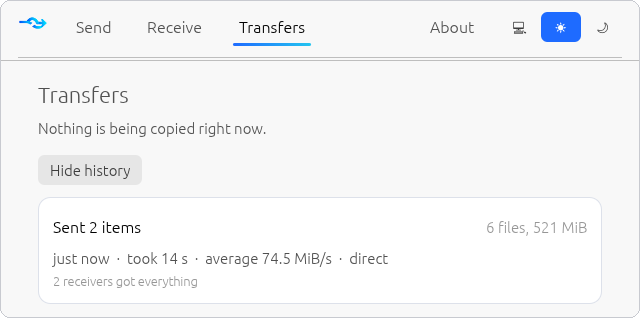 Send Receive Transfers About
Transfers
Nothing is being copied right now.
Hide history
Sent 2 items 6 files, 521 MiB
just now · took 14 s · average 74.5 MiB/s · direct
2 receivers got everything